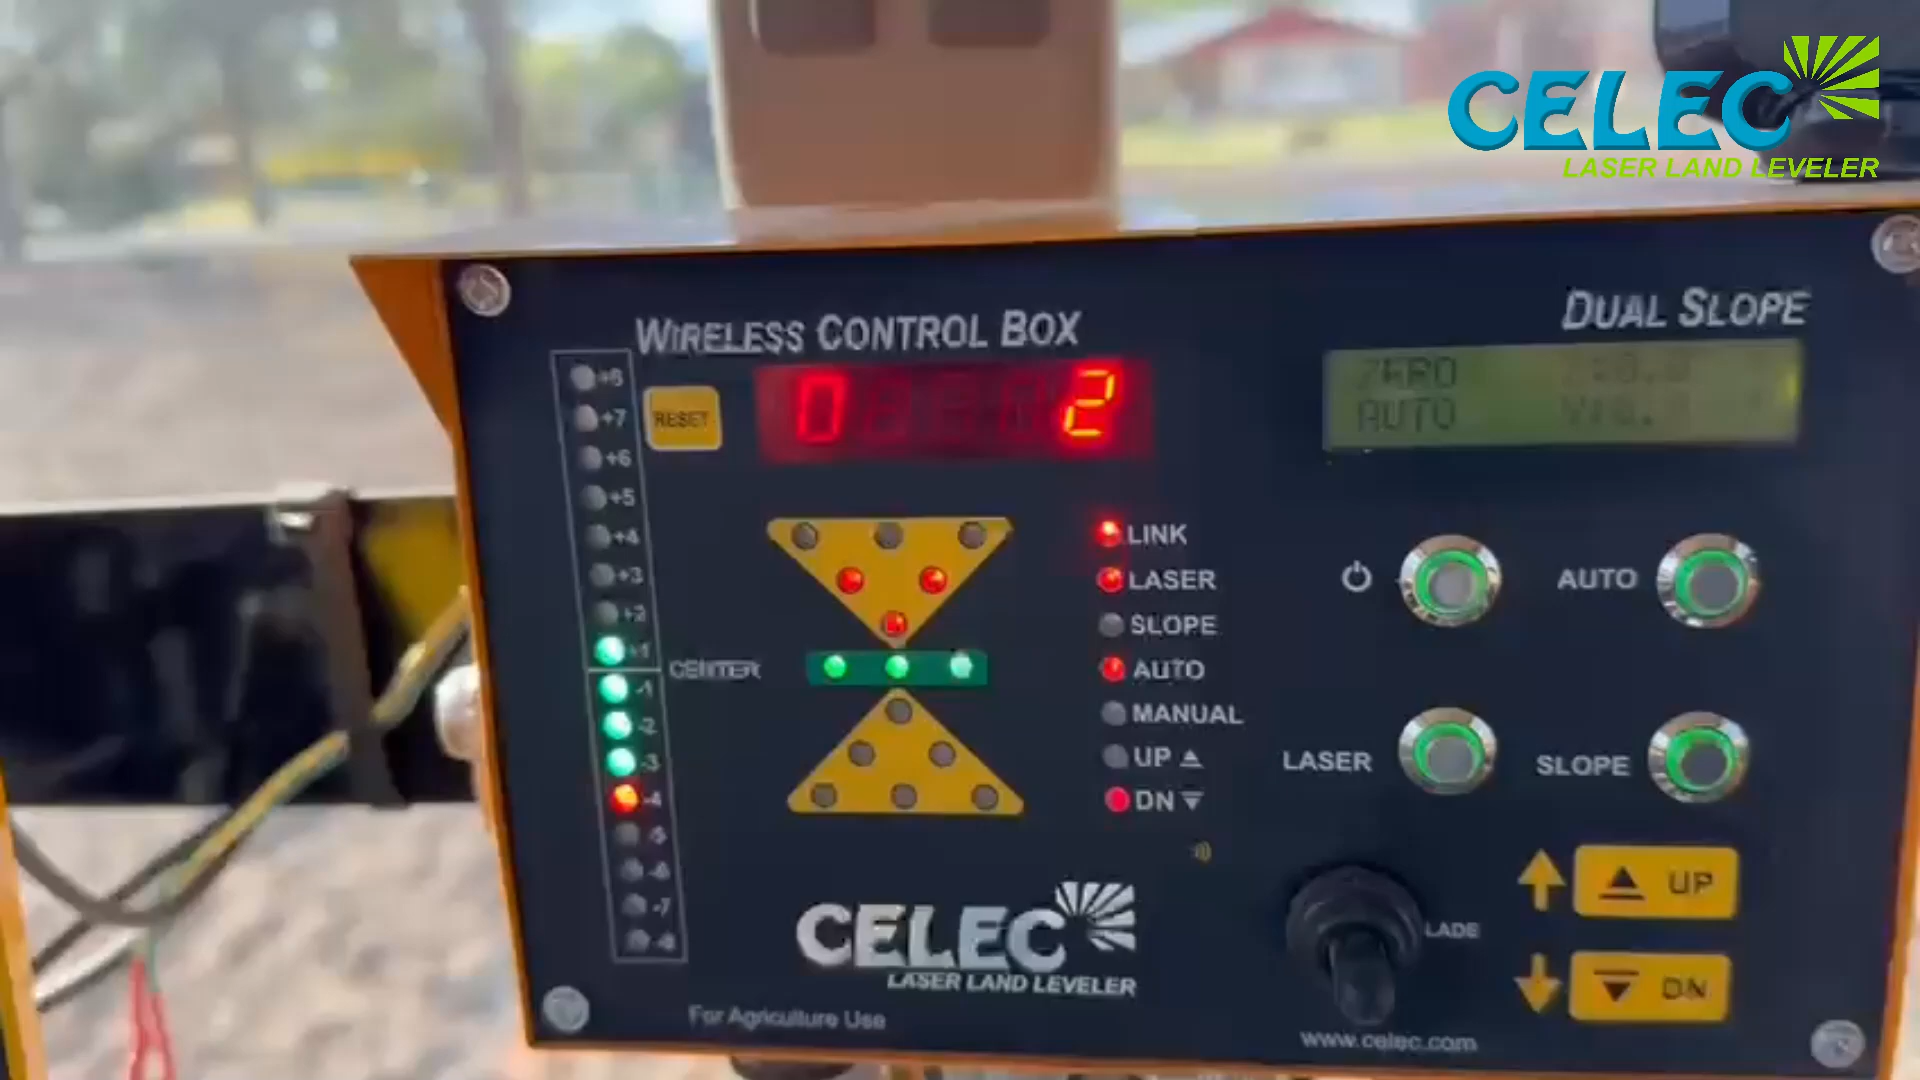 CELEC
LASER LAND LEVELER
WIRELESS CONTROL BOX
DUAL SLOPE
+8
+7
+6
+5
+4
+3
+2
+1
-1
-2
-3
-4
-5
-6
-7
-8
RESET
0 2
ZERO
AUTO
CENTER
LINK
LASER
SLOPE
AUTO
MANUAL
UP
DN
AUTO
LASER
SLOPE
UP
DN
CELEC
LASER LAND LEVELER
For Agriculture Use
www.celec.com